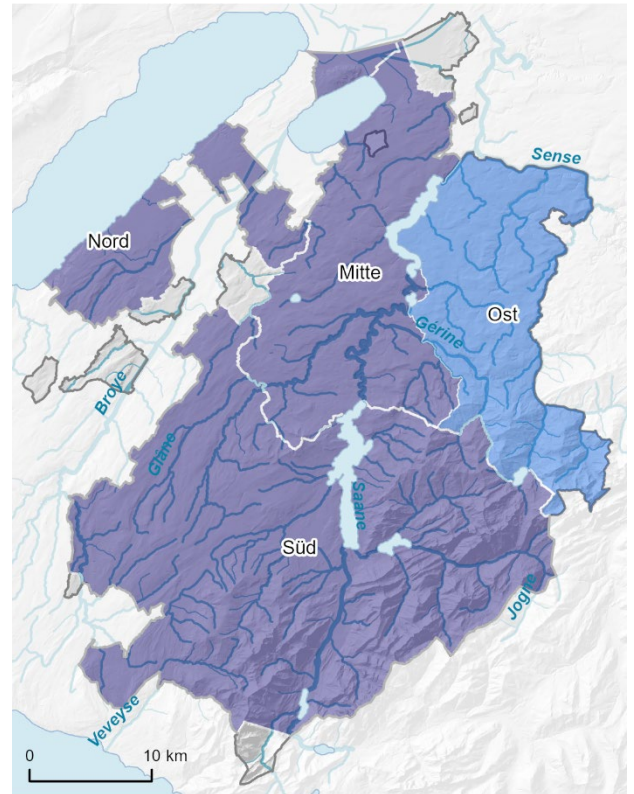 Sense
Nord
Mitte
Ost
Gérine
Broye
Glane
Saane
Süd
Jogne
Veveyse
0 10 km